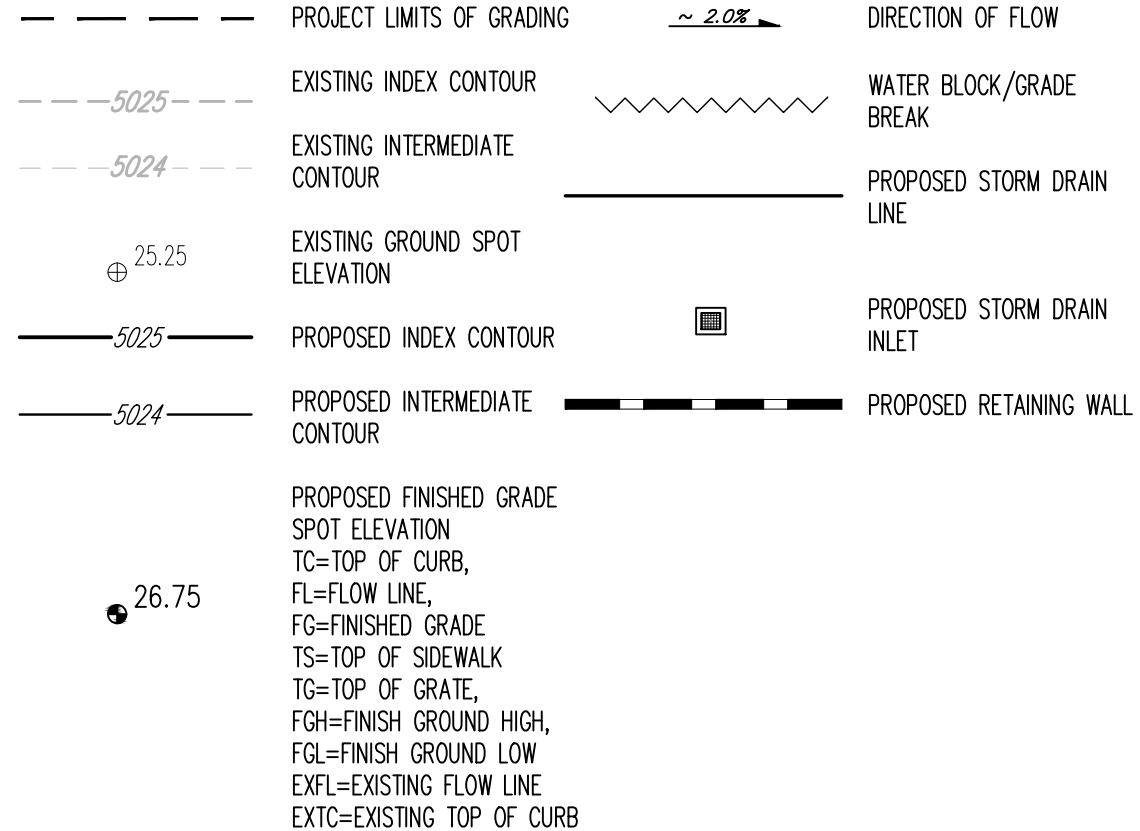 PROJECT LIMITS OF GRADING
5025
EXISTING INDEX CONTOUR
5024
EXISTING INTERMEDIATE
CONTOUR
25.25
EXISTING GROUND SPOT
ELEVATION
5025
PROPOSED INDEX CONTOUR
5024
PROPOSED INTERMEDIATE
CONTOUR
26.75
PROPOSED FINISHED GRADE
SPOT ELEVATION
TC=TOP OF CURB,
FL=FLOW LINE,
FG=FINISHED GRADE
TS=TOP OF SIDEWALK
TG=TOP OF GRATE,
FGH=FINISH GROUND HIGH,
FGL=FINISH GROUND LOW
EXFL=EXISTING FLOW LINE
EXTC=EXISTING TOP OF CURB
~ 2.0%
DIRECTION OF FLOW
WATER BLOCK/GRADE
BREAK
PROPOSED STORM DRAIN
LINE
PROPOSED STORM DRAIN
INLET
PROPOSED RETAINING WALL